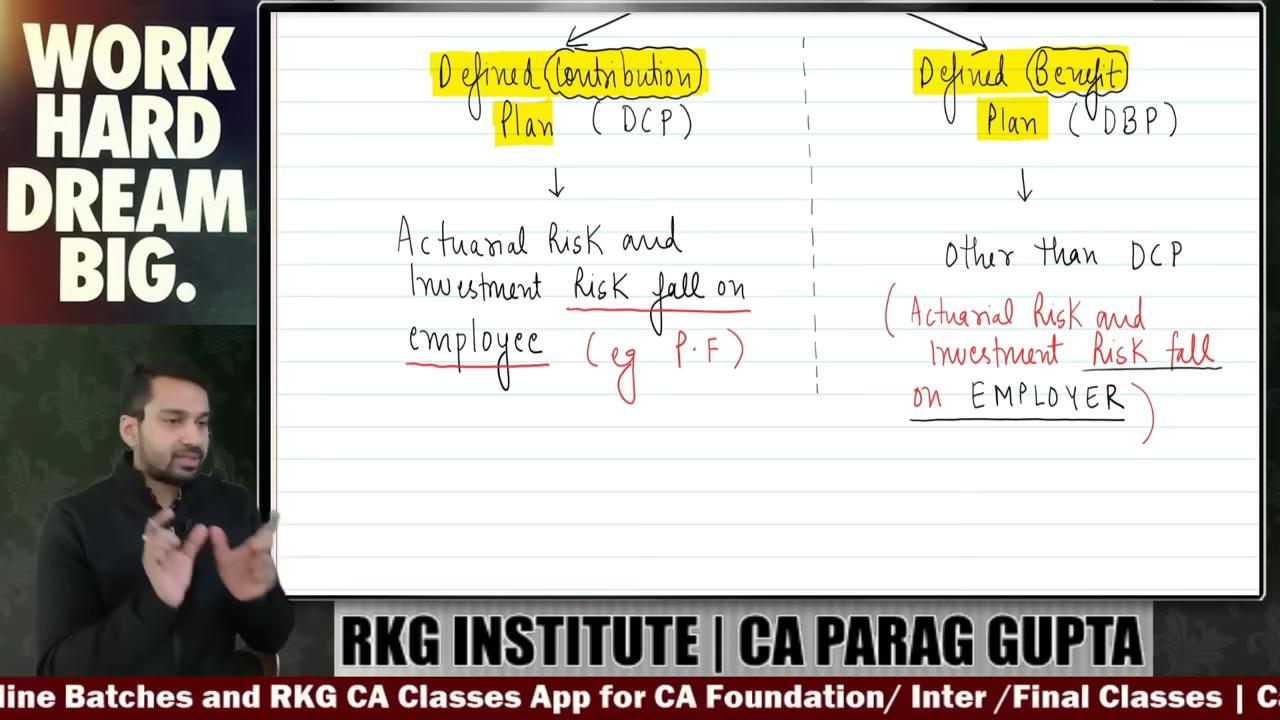 WORK
HARD
DREAM
BIG.
Defined Contribution
Plan (DCP)
Actuarial Risk and
Investment Risk fall on
employee (eg P.F)
Defined Benefit
Plan (DBP)
Other than DCP
(Actuarial Risk and
Investment Risk fall
on EMPLOYER)
RKG INSTITUTE | CA PARAG GUPTA
line Batches and RKG CA Classes App for CA Foundation/ Inter /Final Classes | C